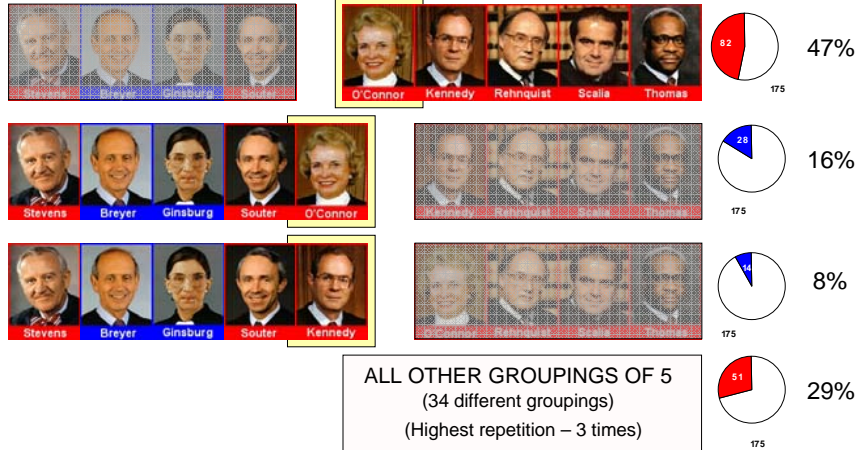 Stevens Breyer Ginsburg Souter O'Connor Kennedy Rehnquist Scalia Thomas 82 47%
175
Stevens Breyer Ginsburg Souter O'Connor Kennedy Rehnquist Scalia Thomas 28 16%
175
Stevens Breyer Ginsburg Souter Kennedy O'Connor Rehnquist Scalia Thomas 14 8%
175
ALL OTHER GROUPINGS OF 5 51 29%
(34 different groupings)
(Highest repetition – 3 times)
175